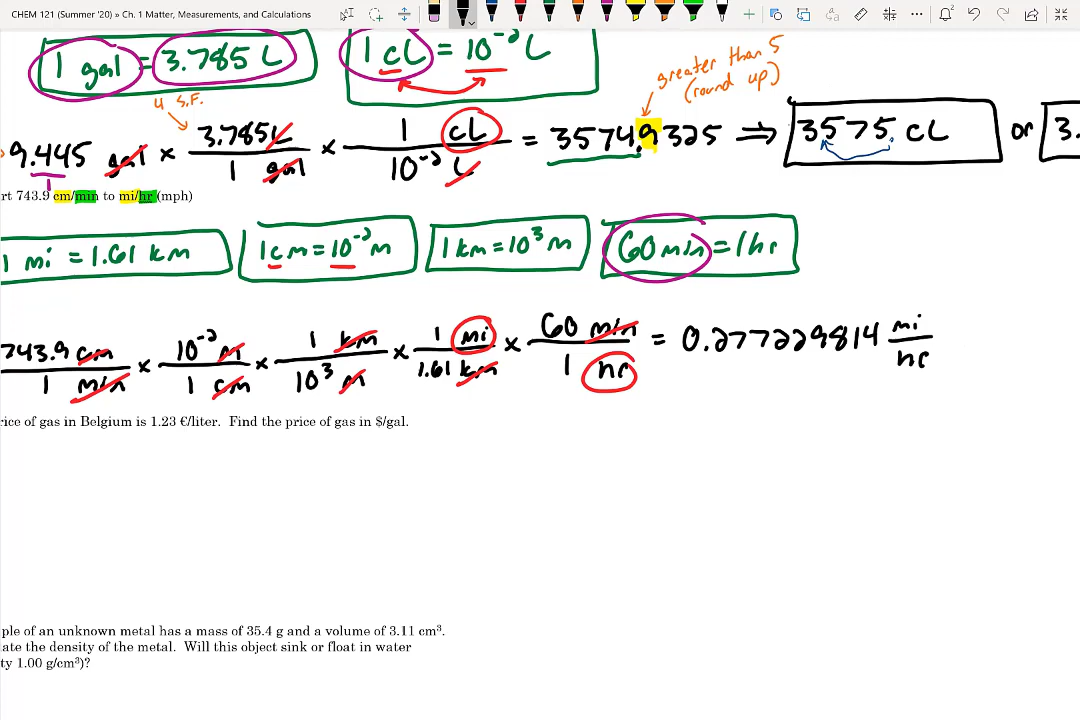 CHEM 121 (Summer '20) » Ch. 1 Matter, Measurements, and Calculations
1 gal = 3.785 L 1 cL = 10⁻² L
greater than 5
(round up)
4 S.F.
9.445 gal × 3.785 L / 1 gal × 1 cL / 10⁻² L = 3574.9325 ⇒ 3575 cL or 3.
rt 743.9 cm/min to mi/hr (mph)
1 mi = 1.61 km 1 cm = 10⁻² m 1 km = 10³ m 60 min = 1 hr
743.9 cm / 1 min × 10⁻² m / 1 cm × 1 km / 10³ m × 1 mi / 1.61 km × 60 min / 1 hr = 0.277229814 mi / hr
rice of gas in Belgium is 1.23 €/liter. Find the price of gas in $/gal.
ple of an unknown metal has a mass of 35.4 g and a volume of 3.11 cm³.
ate the density of the metal. Will this object sink or float in water
ty 1.00 g/cm³)?